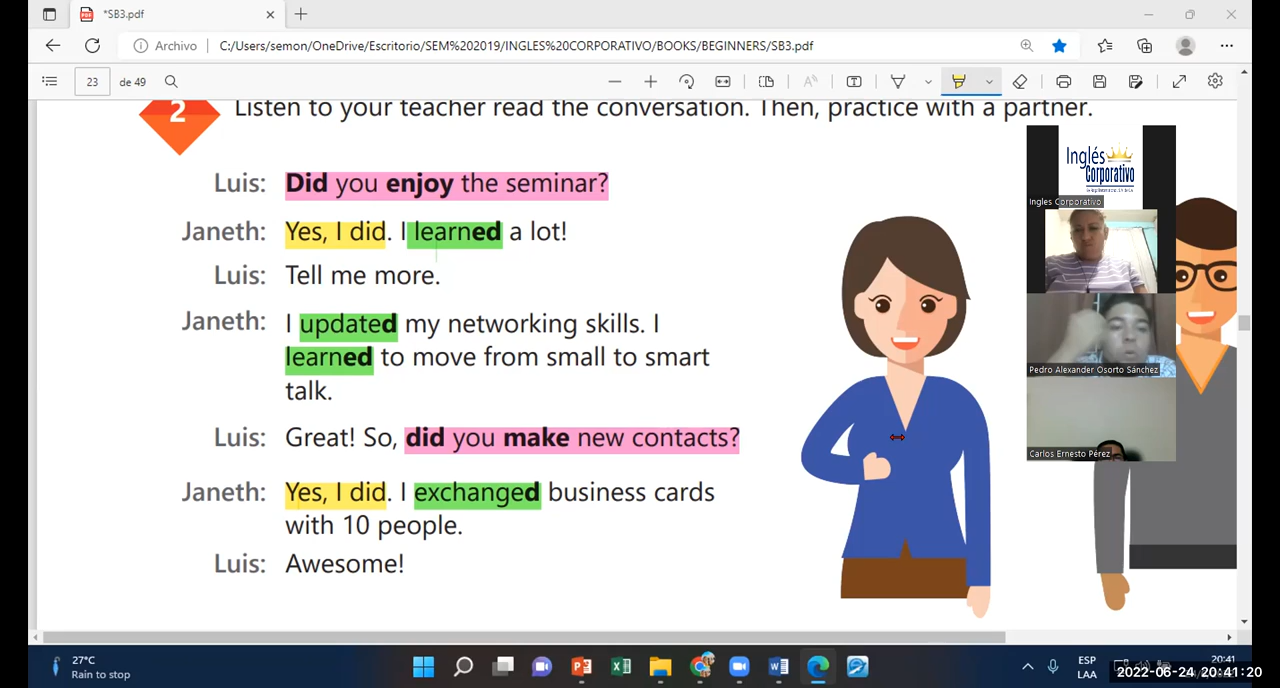 *SB3.pdf
Archivo
C:/Users/semon/OneDrive/Escritorio/SEM%202019/INGLES%20CORPORATIVO/BOOKS/BEGINNERS/SB3.pdf
23 de 49
2 Listen to your teacher read the conversation. Then, practice with a partner.
Luis: Did you enjoy the seminar?
Janeth: Yes, I did. I learned a lot!
Luis: Tell me more.
Janeth: I updated my networking skills. I
learned to move from small to smart
talk.
Luis: Great! So, did you make new contacts?
Janeth: Yes, I did. I exchanged business cards
with 10 people.
Luis: Awesome!
Inglés
Corporativo
Ingles Corporativo
Pedro Alexander Osorto Sánchez
Carlos Ernesto Pérez
27°C
Rain to stop
ESP
LAA
20:41
2022-06-24 20:41:20